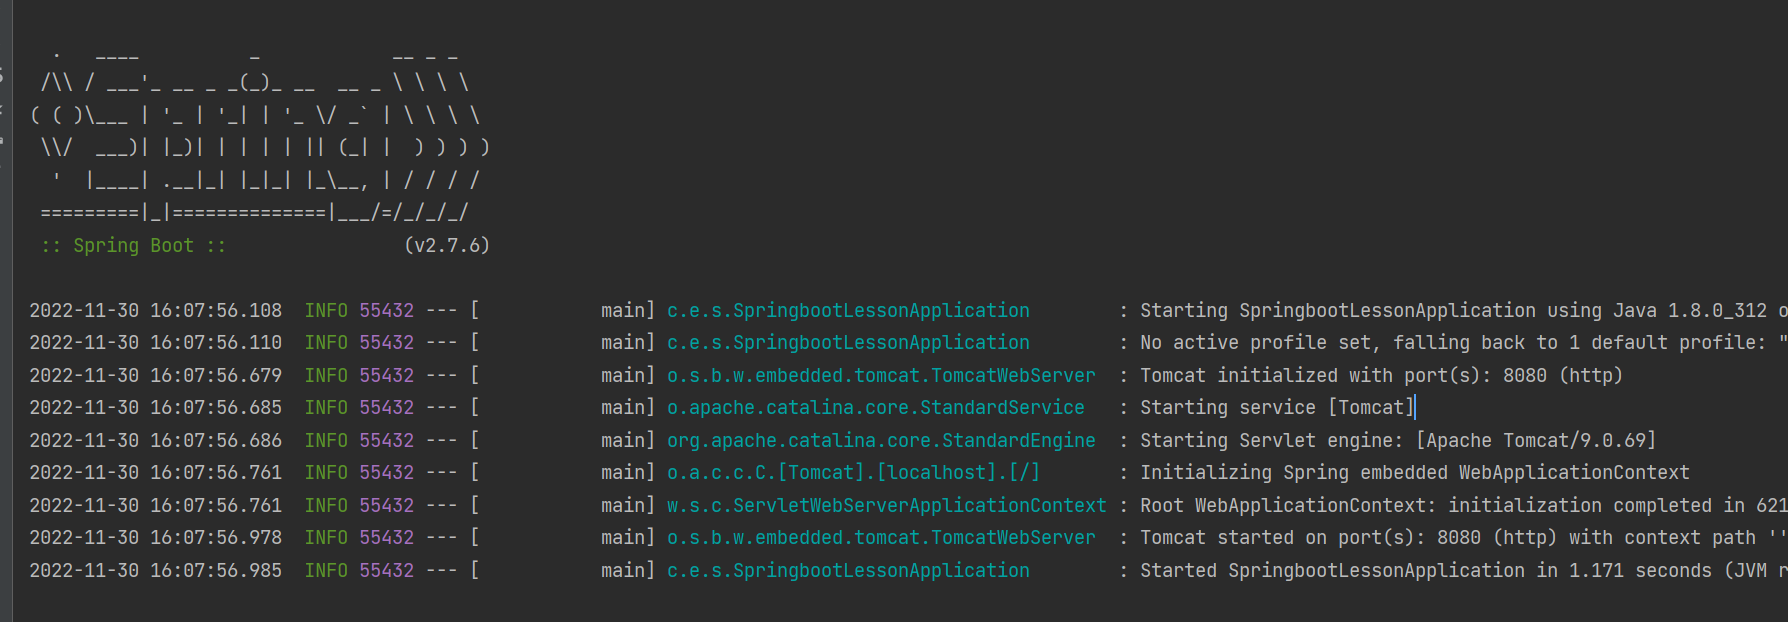 .   ____          _            __ _ _
 /\\ / ___'_ __ _ _(_)_ __  __ _ \ \ \ \
( ( )\___ | '_ | '_| | '_ \/ _` | \ \ \ \
 \\/  ___)| |_)| | | | | || (_| |  ) ) ) )
  '  |____| .__|_| |_|_| |_\__, | / / / /
 =========|_|==============|___/=/_/_/_/
 :: Spring Boot ::                (v2.7.6)
2022-11-30 16:07:56.108  INFO 55432 --- [           main] c.e.s.SpringbootLessonApplication        : Starting SpringbootLessonApplication using Java 1.8.0_312 o
2022-11-30 16:07:56.110  INFO 55432 --- [           main] c.e.s.SpringbootLessonApplication        : No active profile set, falling back to 1 default profile: "
2022-11-30 16:07:56.679  INFO 55432 --- [           main] o.s.b.w.embedded.tomcat.TomcatWebServer  : Tomcat initialized with port(s): 8080 (http)
2022-11-30 16:07:56.685  INFO 55432 --- [           main] o.apache.catalina.core.StandardService   : Starting service [Tomcat]
2022-11-30 16:07:56.686  INFO 55432 --- [           main] org.apache.catalina.core.StandardEngine  : Starting Servlet engine: [Apache Tomcat/9.0.69]
2022-11-30 16:07:56.761  INFO 55432 --- [           main] o.a.c.c.C.[Tomcat].[localhost].[/]       : Initializing Spring embedded WebApplicationContext
2022-11-30 16:07:56.761  INFO 55432 --- [           main] w.s.c.ServletWebServerApplicationContext : Root WebApplicationContext: initialization completed in 621
2022-11-30 16:07:56.978  INFO 55432 --- [           main] o.s.b.w.embedded.tomcat.TomcatWebServer  : Tomcat started on port(s): 8080 (http) with context path ''
2022-11-30 16:07:56.985  INFO 55432 --- [           main] c.e.s.SpringbootLessonApplication        : Started SpringbootLessonApplication in 1.171 seconds (JVM r